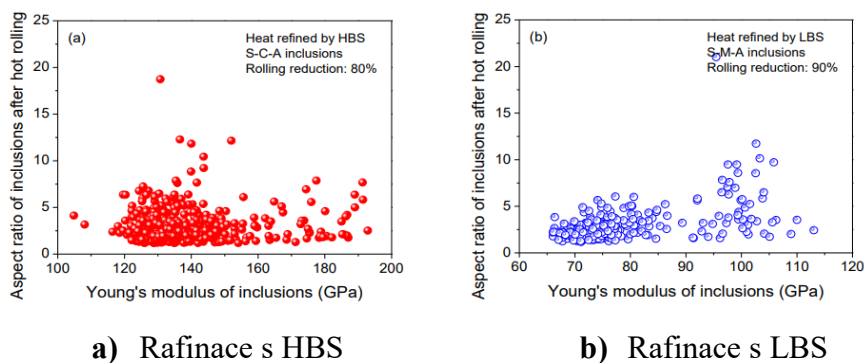 (a)
Heat refined by HBS
S-C-A inclusions
Rolling reduction: 80%
Aspect ratio of inclusions after hot rolling
25
20
15
10
5
0
100 120 140 160 180 200
Young's modulus of inclusions (GPa)
(b)
Heat refined by LBS
S-M-A inclusions
Rolling reduction: 90%
Aspect ratio of inclusions after hot rolling
25
20
15
10
5
0
60 70 80 90 100 110 120
Young's modulus of inclusions (GPa)
a) Rafinace s HBS
b) Rafinace s LBS